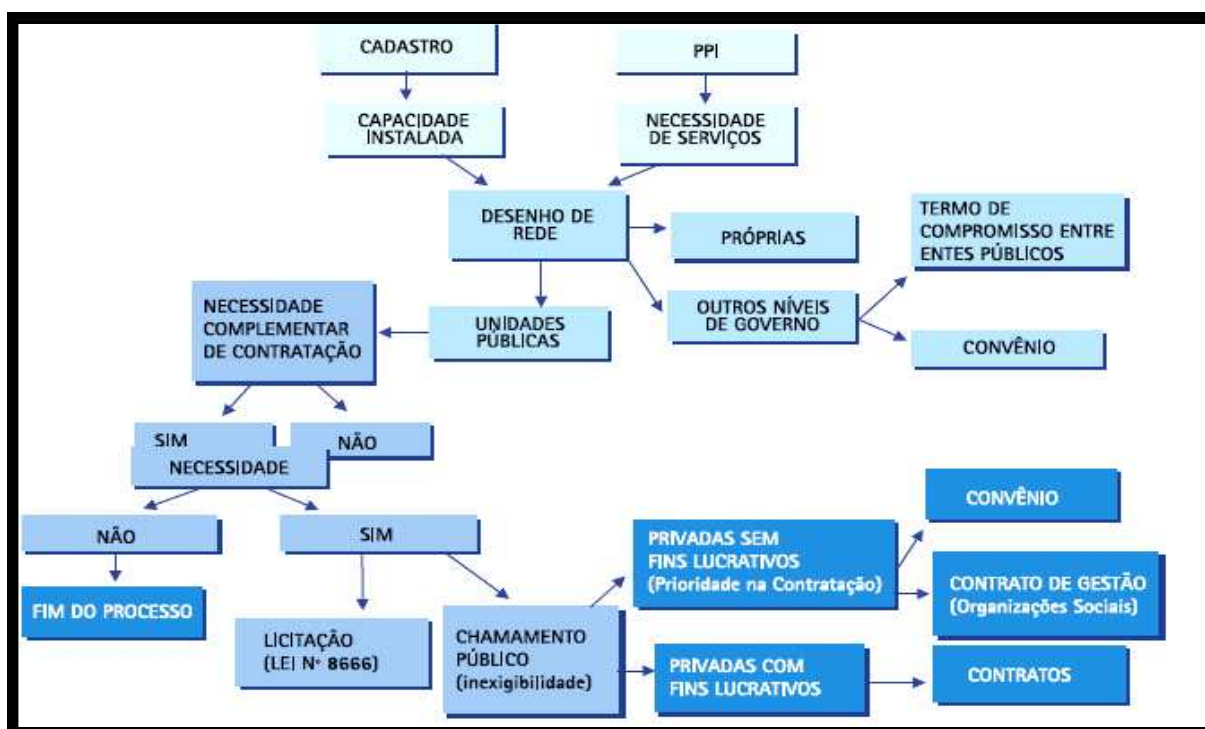 CADASTRO
PPI
CAPACIDADE
INSTALADA
NECESSIDADE
DE SERVIÇOS
DESENHO DE
REDE
PRÓPRIAS
TERMO DE
COMPROMISSO ENTRE
ENTES PÚBLICOS
OUTROS NÍVEIS
DE GOVERNO
CONVÊNIO
UNIDADES
PÚBLICAS
NECESSIDADE
COMPLEMENTAR
DE CONTRATAÇÃO
SIM
NÃO
NECESSIDADE
NÃO
SIM
FIM DO PROCESSO
LICITAÇÃO
(LEI Nº 8666)
CHAMAMENTO
PÚBLICO
(inexigibilidade)
PRIVADAS SEM
FINS LUCRATIVOS
(Prioridade na Contratação)
CONVÊNIO
CONTRATO DE GESTÃO
(Organizações Sociais)
PRIVADAS COM
FINS LUCRATIVOS
CONTRATOS